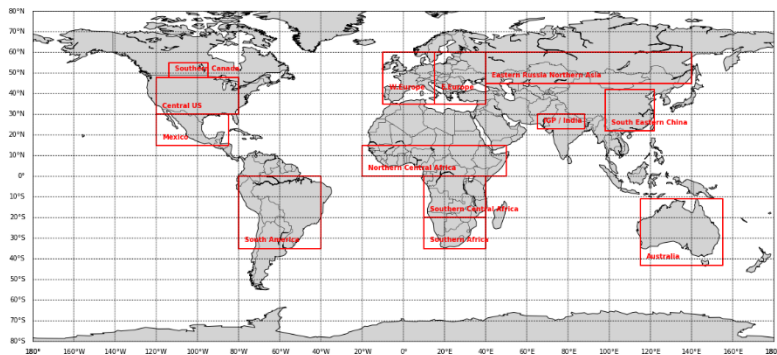 80°N
70°N
60°N
50°N
40°N
30°N
20°N
10°N
0°
10°S
20°S
30°S
40°S
50°S
60°S
70°S
80°S
Southern Canada
Central US
Mexico
W.Europe
E.Europe
Eastern Russia Northern Asia
IGP / India
South Eastern China
Northern Central Africa
Southern Central Africa
South America
Southern Africa
Australia
180° 160°W 140°W 120°W 100°W 80°W 60°W 40°W 20°W 0° 20°E 40°E 60°E 80°E 100°E 120°E 140°E 160°E 180